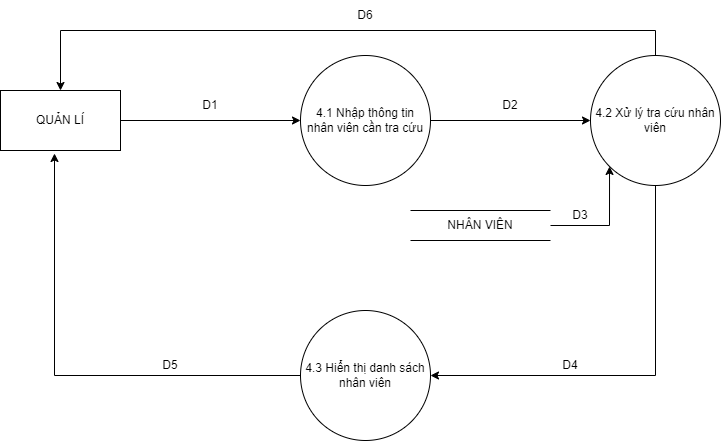 D6
QUẢN LÍ
D1
4.1 Nhập thông tin
nhân viên cần tra cứu
D2
4.2 Xử lý tra cứu nhân
viên
NHÂN VIÊN
D3
D5
4.3 Hiển thị danh sách
nhân viên
D4